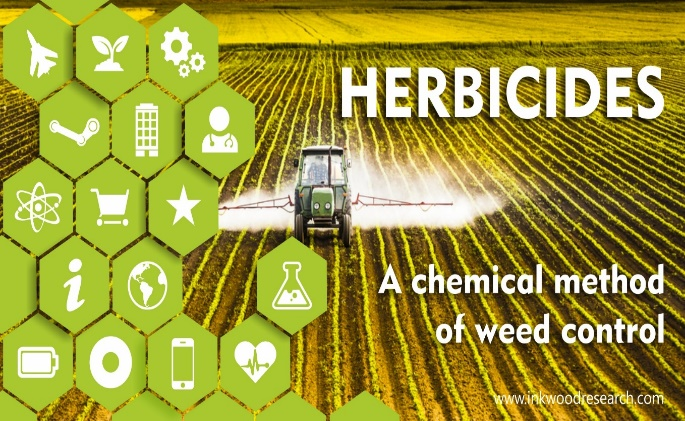 HERBICIDES
A chemical method
of weed control
www.inkwoodresearch.com